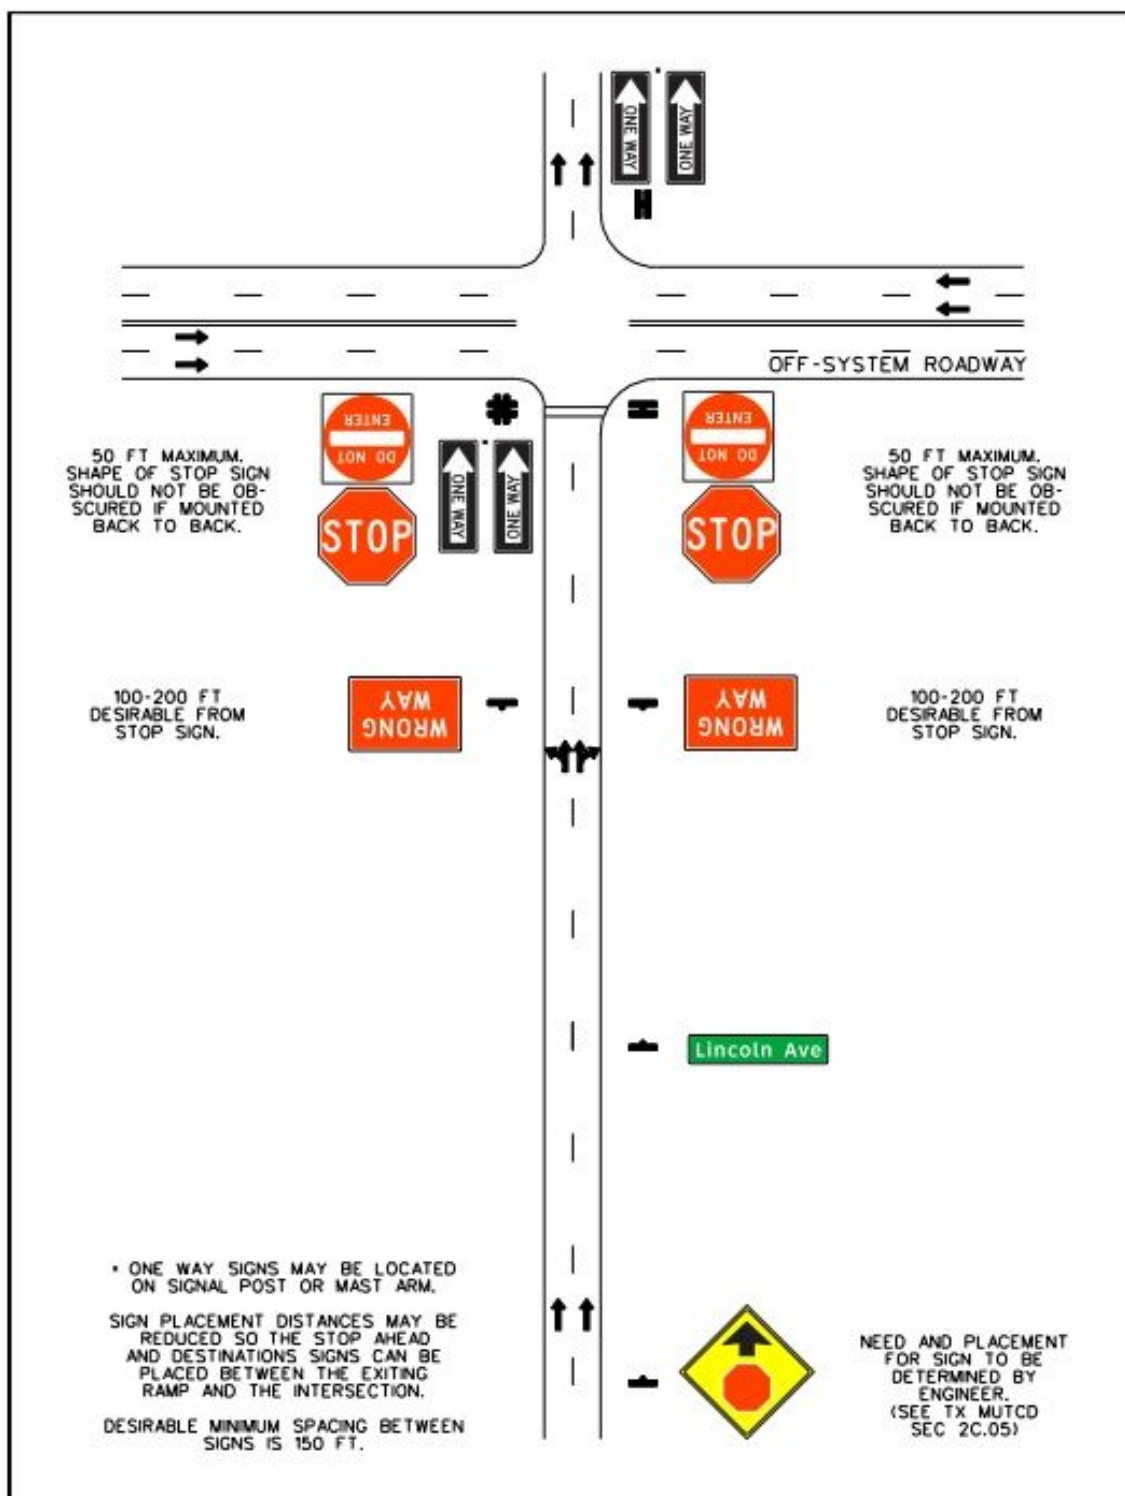 ONE WAY
ONE WAY
OFF-SYSTEM ROADWAY
DO NOT
ENTER
STOP
ONE WAY
ONE WAY
DO NOT
ENTER
STOP
50 FT MAXIMUM.
SHAPE OF STOP SIGN
SHOULD NOT BE OB-
SCURED IF MOUNTED
BACK TO BACK.
50 FT MAXIMUM.
SHAPE OF STOP SIGN
SHOULD NOT BE OB-
SCURED IF MOUNTED
BACK TO BACK.
100-200 FT
DESIRABLE FROM
STOP SIGN.
WRONG
WAY
WRONG
WAY
100-200 FT
DESIRABLE FROM
STOP SIGN.
Lincoln Ave
• ONE WAY SIGNS MAY BE LOCATED
ON SIGNAL POST OR MAST ARM.
SIGN PLACEMENT DISTANCES MAY BE
REDUCED SO THE STOP AHEAD
AND DESTINATIONS SIGNS CAN BE
PLACED BETWEEN THE EXITING
RAMP AND THE INTERSECTION.
DESIRABLE MINIMUM SPACING BETWEEN
SIGNS IS 150 FT.
NEED AND PLACEMENT
FOR SIGN TO BE
DETERMINED BY
ENGINEER.
(SEE TX MUTCD
SEC 2C.05)